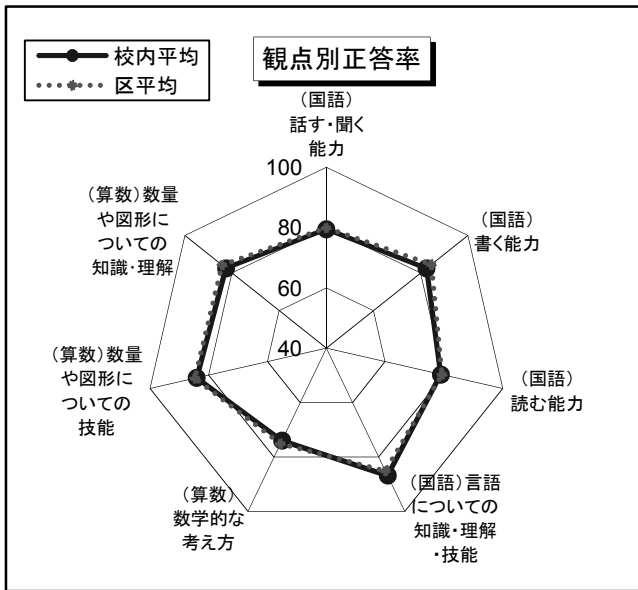 観点別正答率
校内平均
区平均
(国語)
話す・聞く
能力
(国語)
書く能力
(国語)
読む能力
(国語)言語
についての
知識・理解
・技能
(算数)
数学的な
考え方
(算数)数量
や図形に
ついての
技能
(算数)数量
や図形に
ついての
知識・理解
100
80
60
40